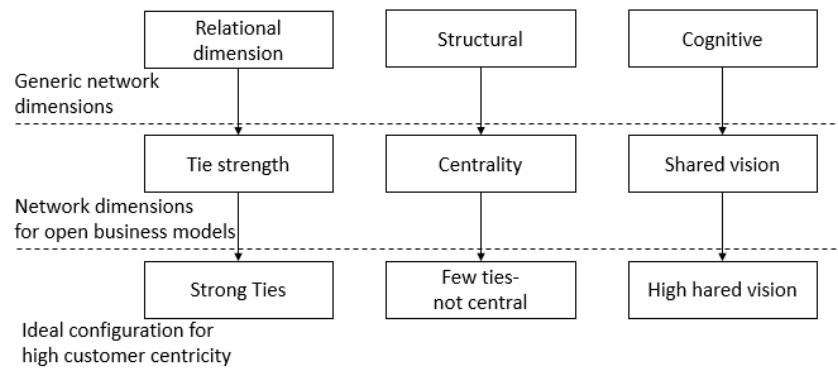 Relational
dimension
Structural
Cognitive
Generic network
dimensions
Tie strength
Centrality
Shared vision
Network dimensions
for open business models
Strong Ties
Few ties-
not central
High hared vision
Ideal configuration for
high customer centricity